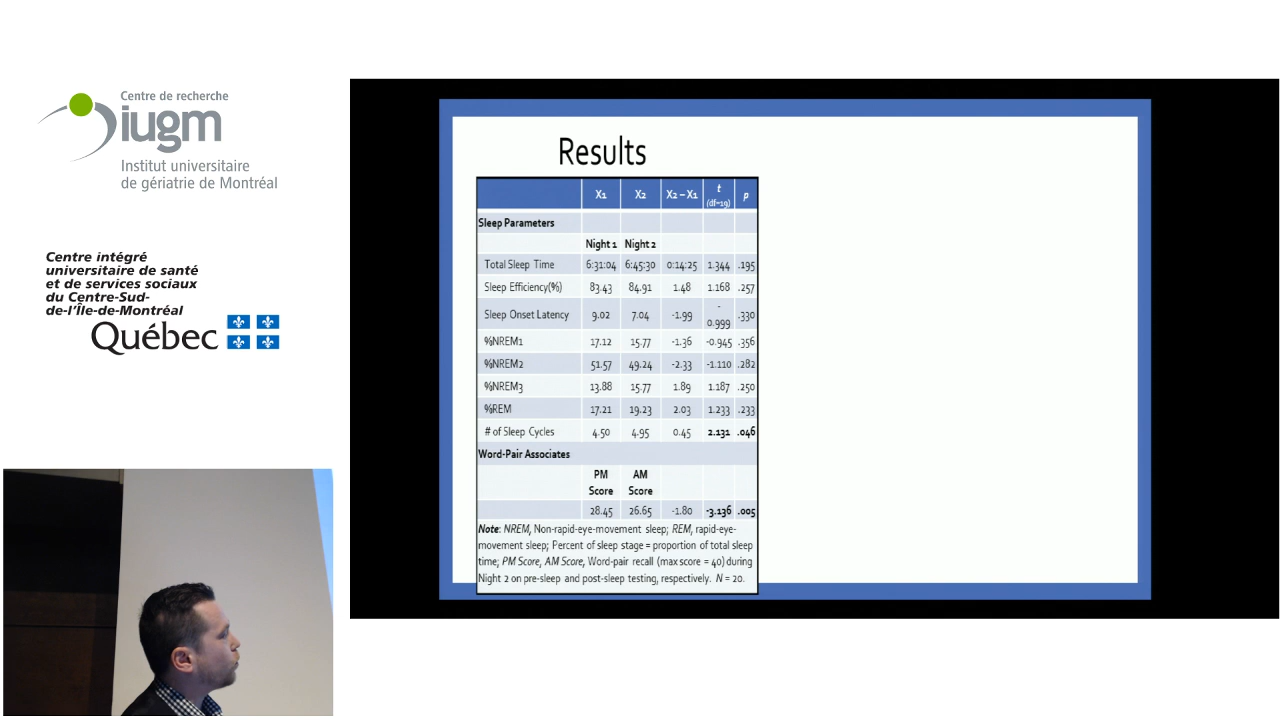 Centre de recherche
iugm
Institut universitaire
de gériatrie de Montréal
Centre intégré
universitaire de santé
et de services sociaux
du Centre-Sud-
de-l'Île-de-Montréal
Québec
Results
X1 X2 X2 – X1 t (df=19) p
Sleep Parameters
Night 1 Night 2
Total Sleep Time 6:31:04 6:45:30 0:14:25 1.344 .195
Sleep Efficiency(%) 83.43 84.91 1.48 1.168 .257
Sleep Onset Latency 9.02 7.04 -1.99 -0.999 .330
%NREM1 17.12 15.77 -1.36 -0.945 .356
%NREM2 51.57 49.24 -2.33 -1.110 .282
%NREM3 13.88 15.77 1.89 1.187 .250
%REM 17.21 19.23 2.03 1.233 .233
# of Sleep Cycles 4.50 4.95 0.45 2.131 .046
Word-Pair Associates
PM Score AM Score
28.45 26.65 -1.80 -3.136 .005
Note: NREM, Non-rapid-eye-movement sleep; REM, rapid-eye-
movement sleep; Percent of sleep stage = proportion of total sleep
time; PM Score, AM Score, Word-pair recall (max score = 40) during
Night 2 on pre-sleep and post-sleep testing, respectively. N = 20.